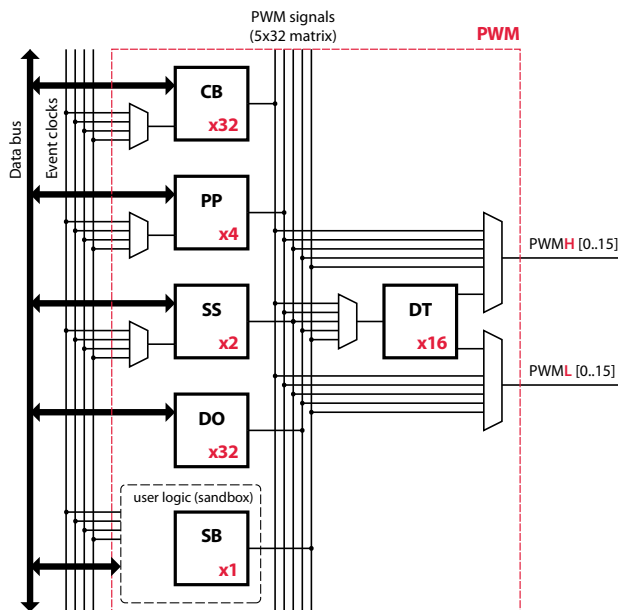 PWM signals
(5x32 matrix)
PWM
Data bus
Event clocks
CB
x32
PP
x4
PWMH [0..15]
SS
x2
DT
x16
PWML [0..15]
DO
x32
user logic (sandbox)
SB
x1